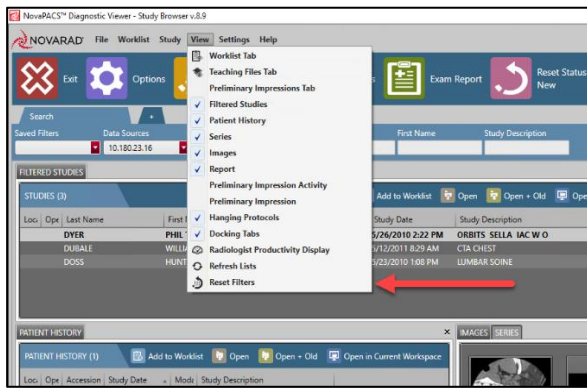 NovaPACS™ Diagnostic Viewer - Study Browser v.8.9
NOVARAD File Worklist Study View Settings Help
Worklist Tab
Teaching Files Tab
Preliminary Impressions Tab
Filtered Studies
Patient History
Series
Images
Report
Preliminary Impression Activity
Preliminary Impression
Hanging Protocols
Docking Tabs
Radiologist Productivity Display
Refresh Lists
Reset Filters
Exit Options Exam Report Reset Status
New
Search +
Saved Filters Data Sources First Name Study Description
10.180.23.16
FILTERED STUDIES
STUDIES (3) Add to Worklist Open Open + Old Ope
Loc Ope Last Name First Study Date Study Description
DYER PHIL 5/26/2010 2:22 PM ORBITS SELLA IAC W O
DUBALE WILLI 5/12/2011 8:29 AM CTA CHEST
DOSS HUNT 5/23/2010 1:08 PM LUMBAR SOINE
PATIENT HISTORY × IMAGES SERIES
PATIENT HISTORY (1) Add to Worklist Open Open + Old Open in Current Workspace
Loc Ope Accession Study Date Moda Study Description